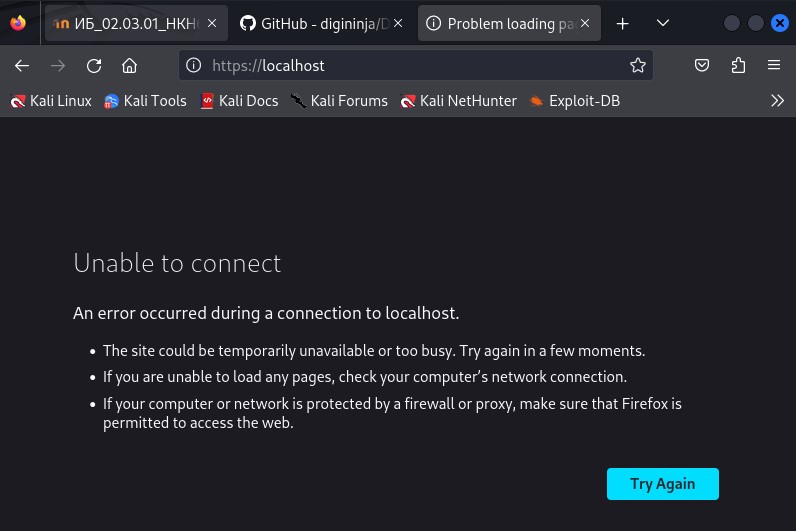 ИБ_02.03.01_НКН
GitHub - digininja/D
Problem loading pa
https://localhost
Kali Linux
Kali Tools
Kali Docs
Kali Forums
Kali NetHunter
Exploit-DB
Unable to connect
An error occurred during a connection to localhost.
• The site could be temporarily unavailable or too busy. Try again in a few moments.
• If you are unable to load any pages, check your computer’s network connection.
• If your computer or network is protected by a firewall or proxy, make sure that Firefox is
permitted to access the web.
Try Again